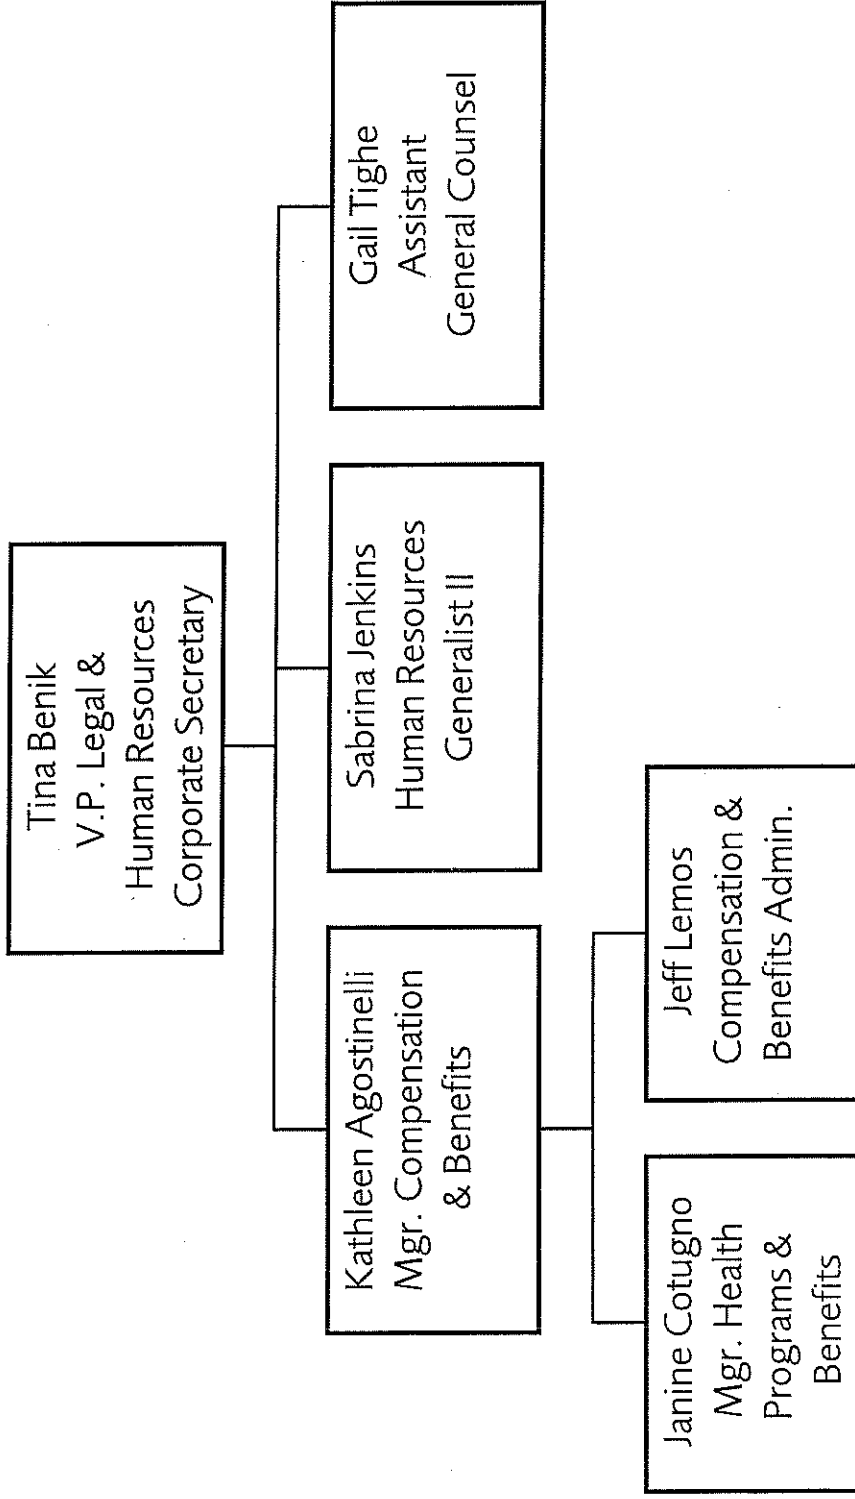 Tina Benik
V.P. Legal &
Human Resources
Corporate Secretary
Kathleen Agostinelli
Mgr. Compensation
& Benefits
Sabrina Jenkins
Human Resources
Generalist II
Gail Tighe
Assistant
General Counsel
Janine Cotugno
Mgr. Health
Programs &
Benefits
Jeff Lemos
Compensation &
Benefits Admin.